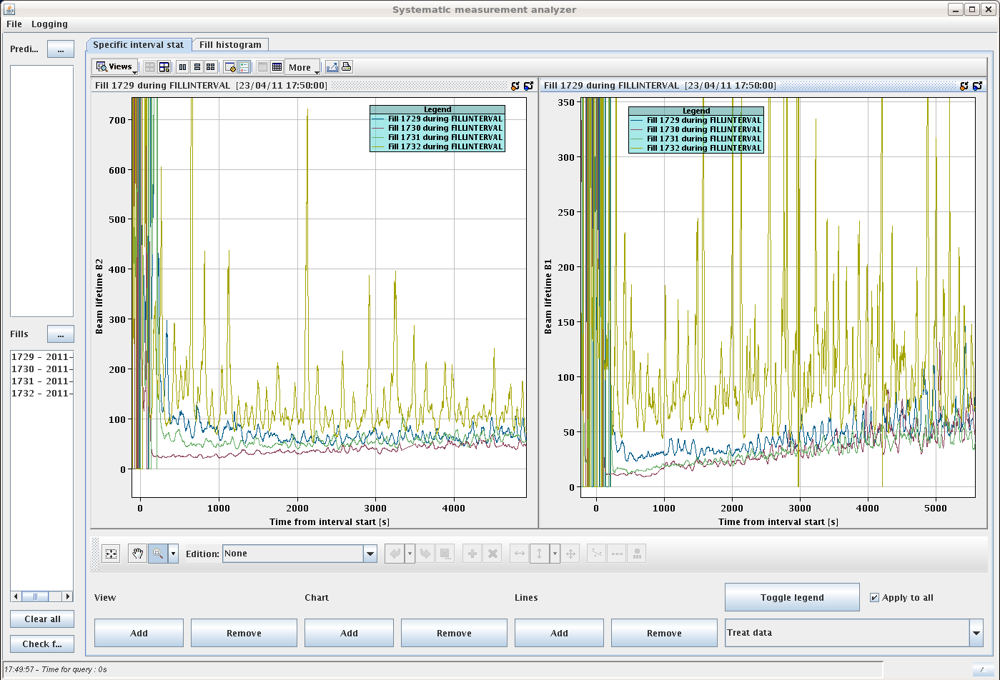 Systematic measurement analyzer
File Logging
Predi... ...
Specific interval stat Fill histogram
Views More
Fill 1729 during FILLINTERVAL [23/04/11 17:50:00]
700
600
500
400
300
200
100
0
Beam lifetime B2
Legend
Fill 1729 during FILLINTERVAL
Fill 1730 during FILLINTERVAL
Fill 1731 during FILLINTERVAL
Fill 1732 during FILLINTERVAL
0 1000 2000 3000 4000
Time from interval start [s]
Fill 1729 during FILLINTERVAL [23/04/11 17:50:00]
350
300
250
200
150
100
50
0
Beam lifetime B1
Legend
Fill 1729 during FILLINTERVAL
Fill 1730 during FILLINTERVAL
Fill 1731 during FILLINTERVAL
Fill 1732 during FILLINTERVAL
0 1000 2000 3000 4000 5000
Time from interval start [s]
Fills ...
1729 - 2011-
1730 - 2011-
1731 - 2011-
1732 - 2011-
Clear all
Check f...
Edition: None
View Chart Lines Toggle legend Apply to all
Add Remove Add Remove Add Remove Treat data
17:49:57 - Time for query : 0s